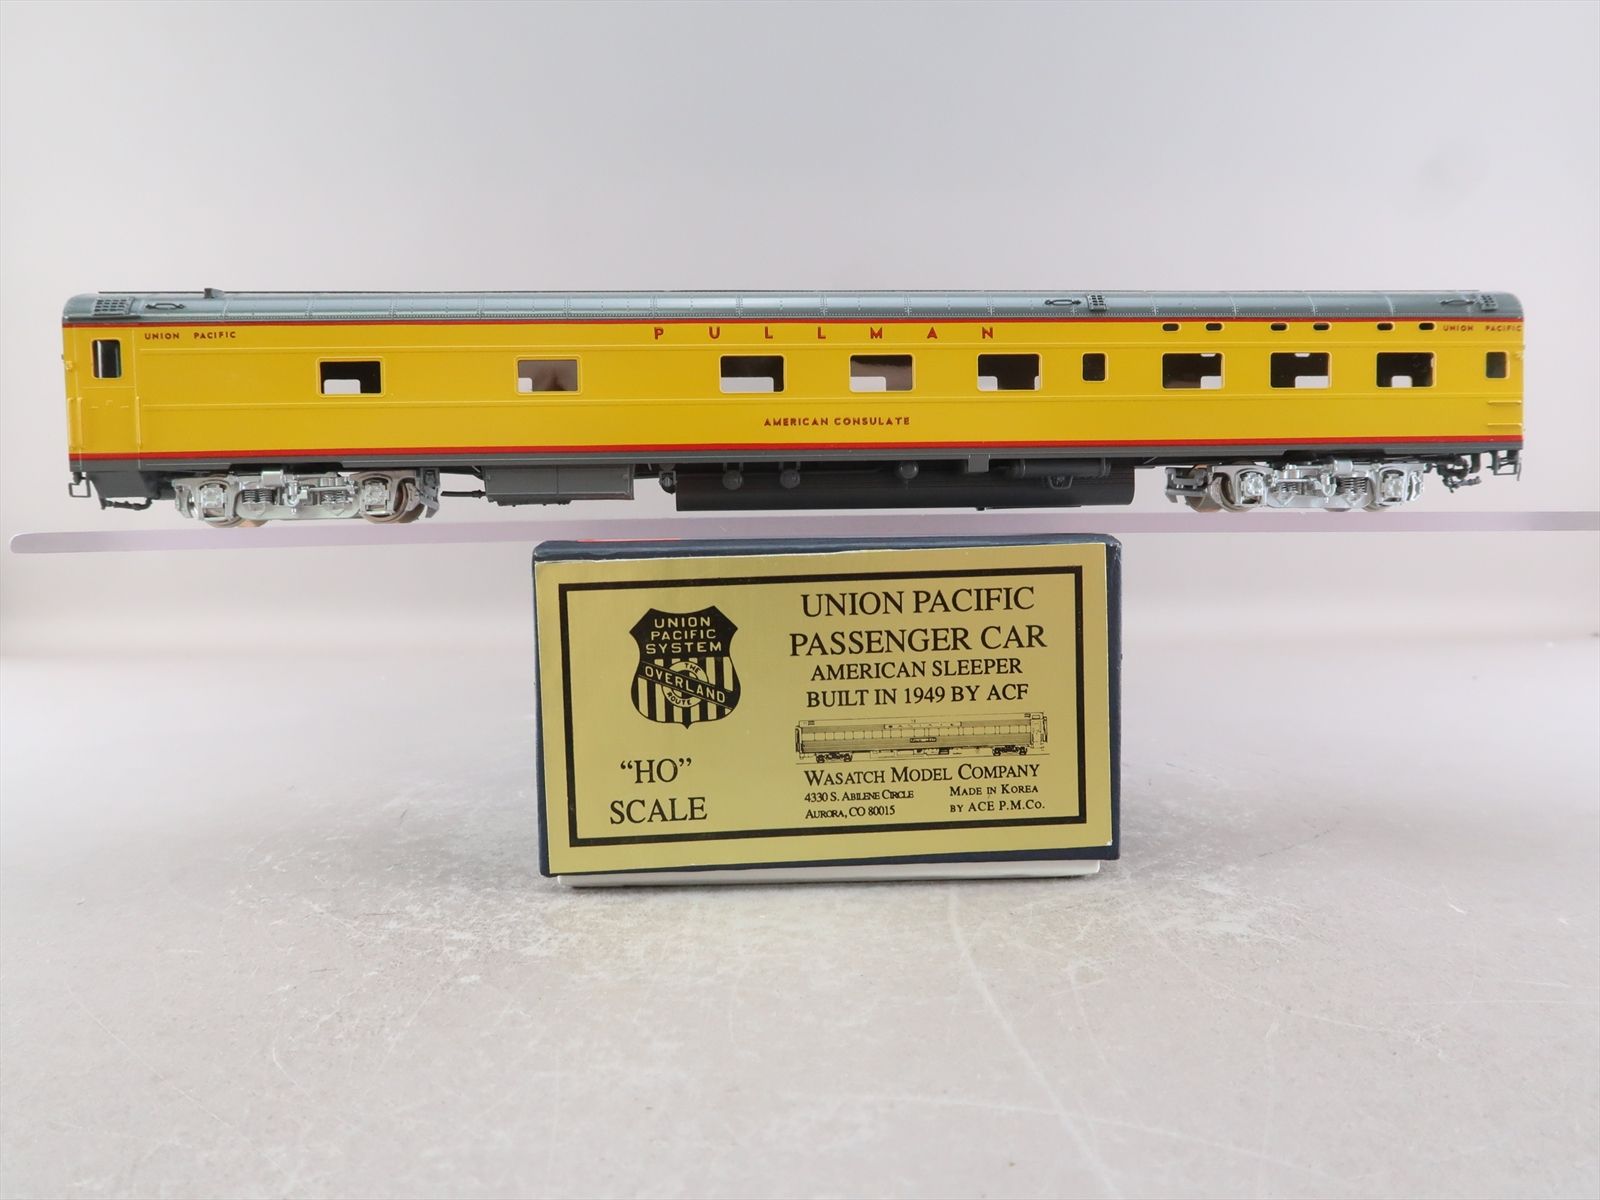 UNION PACIFIC
PULLMAN
UNION PACIFIC
AMERICAN CONSULATE
UNION
PACIFIC
SYSTEM
THE
OVERLAND
ROUTE
"HO"
SCALE
UNION PACIFIC
PASSENGER CAR
AMERICAN SLEEPER
BUILT IN 1949 BY ACF
WASATCH MODEL COMPANY
4330 S. ABILENE CIRCLE
AURORA, CO 80015
MADE IN KOREA
BY ACE P.M.CO.